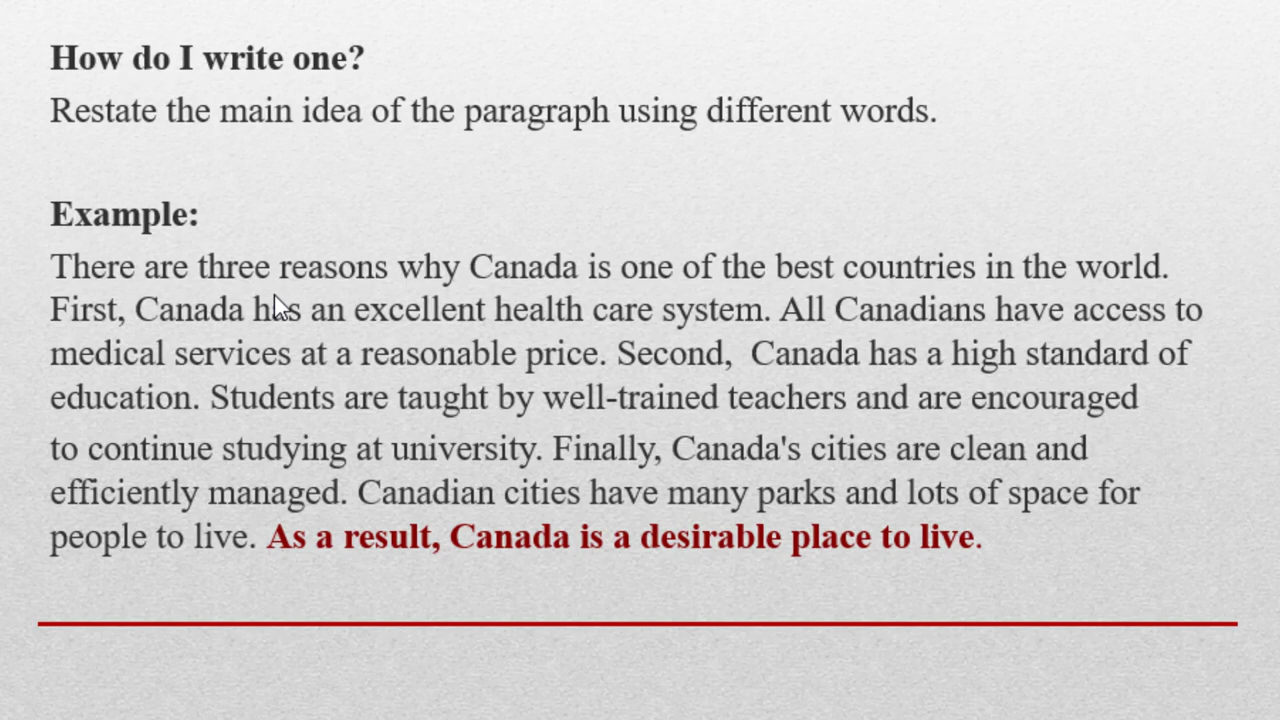 How do I write one?
Restate the main idea of the paragraph using different words.
Example:
There are three reasons why Canada is one of the best countries in the world.
First, Canada has an excellent health care system. All Canadians have access to
medical services at a reasonable price. Second,  Canada has a high standard of
education. Students are taught by well-trained teachers and are encouraged
to continue studying at university. Finally, Canada's cities are clean and
efficiently managed. Canadian cities have many parks and lots of space for
people to live. As a result, Canada is a desirable place to live.